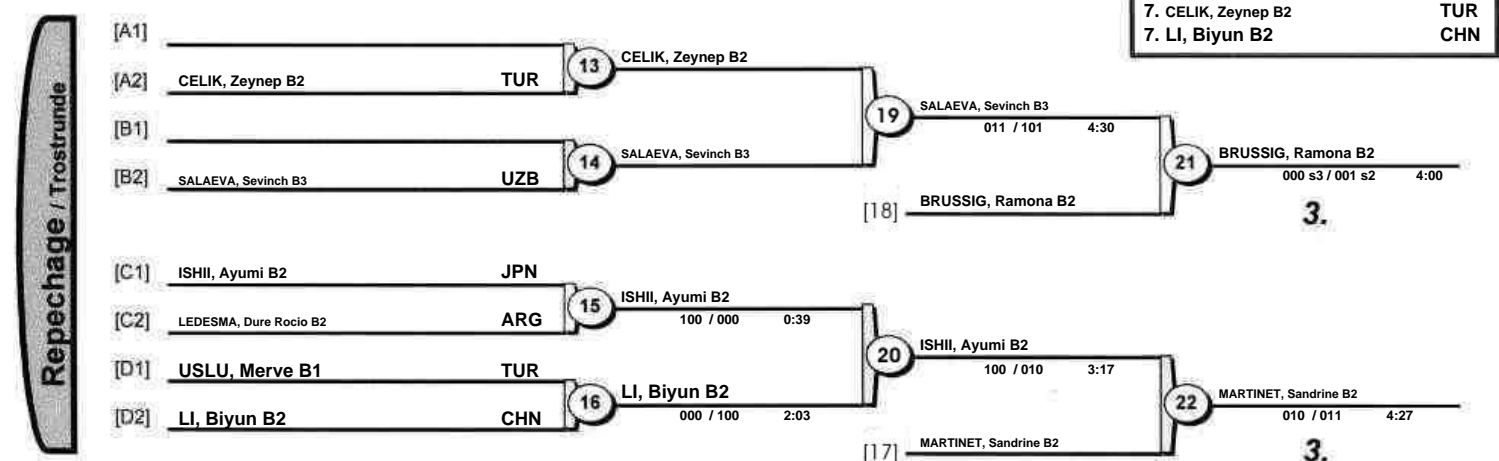 7. CELIK, Zeynep B2 TUR
7. LI, Biyun B2 CHN
Repechage / Trostrunde
[A1]
[A2] CELIK, Zeynep B2 TUR
13 CELIK, Zeynep B2
[B1]
[B2] SALAEVA, Sevinch B3 UZB
14 SALAEVA, Sevinch B3
19 SALAEVA, Sevinch B3
011 / 101 4:30
[18] BRUSSIG, Ramona B2
21 BRUSSIG, Ramona B2
000 s3 / 001 s2 4:00
3.
[C1] ISHII, Ayumi B2 JPN
[C2] LEDESMA, Dure Rocio B2 ARG
15 ISHII, Ayumi B2
100 / 000 0:39
[D1] USLU, Merve B1 TUR
[D2] LI, Biyun B2 CHN
16 LI, Biyun B2
000 / 100 2:03
20 ISHII, Ayumi B2
100 / 010 3:17
[17] MARTINET, Sandrine B2
22 MARTINET, Sandrine B2
010 / 011 4:27
3.